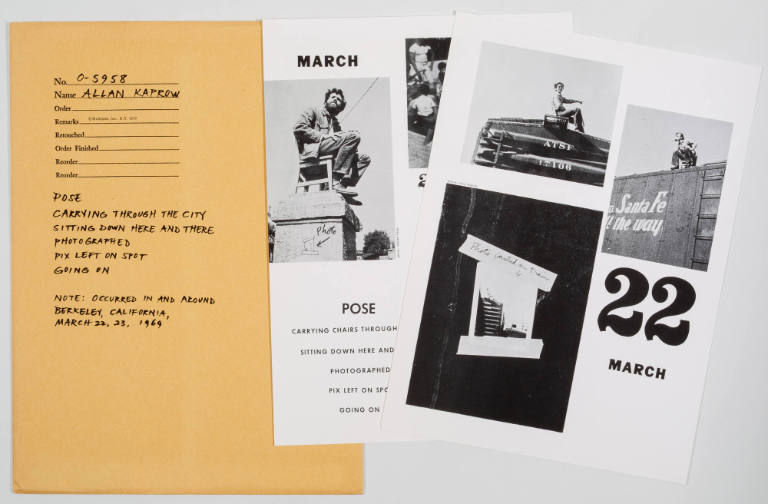 No. O-5958
Name ALLAN KAPROW
Order
Remarks
Retouched
Order Finished
Reorder
Reorder
POSE
CARRYING THROUGH THE CITY
SITTING DOWN HERE AND THERE
PHOTOGRAPHED
PIX LEFT ON SPOT
GOING ON
NOTE: OCCURRED IN AND AROUND
BERKELEY, CALIFORNIA,
MARCH 22, 23, 1969
MARCH
Photo
POSE
CARRYING CHAIRS THROUGH
SITTING DOWN HERE AND
PHOTOGRAPHED
PIX LEFT ON SPO
GOING ON
ATSF
Santa Fe
the way
Photo
22
MARCH